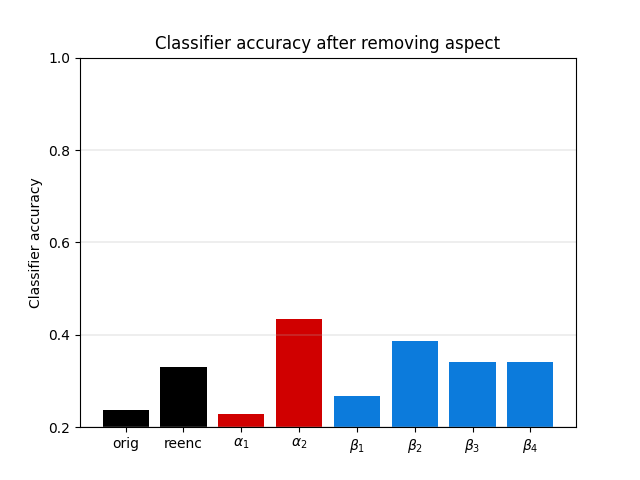 Classifier accuracy after removing aspect
1.0
0.8
0.6
0.4
0.2
Classifier accuracy
orig reenc α₁ α₂ β₁ β₂ β₃ β₄